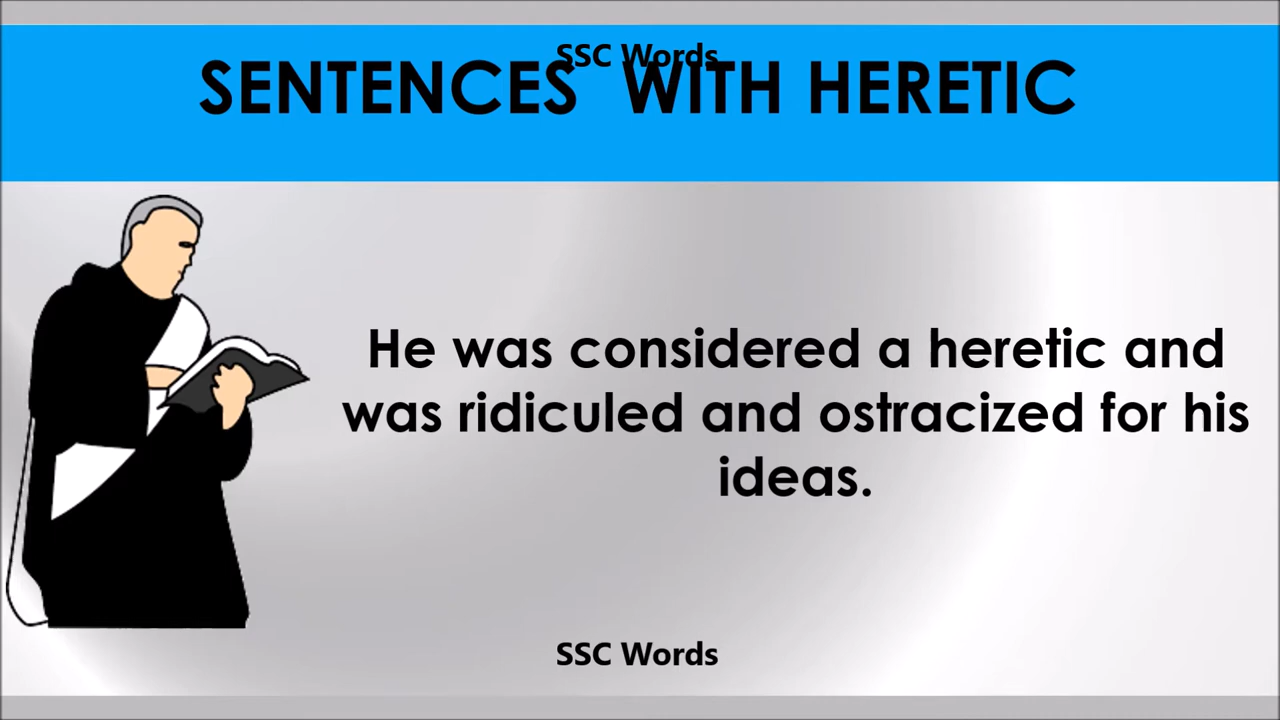 SSC Words
SENTENCES WITH HERETIC
He was considered a heretic and
was ridiculed and ostracized for his
ideas.
SSC Words